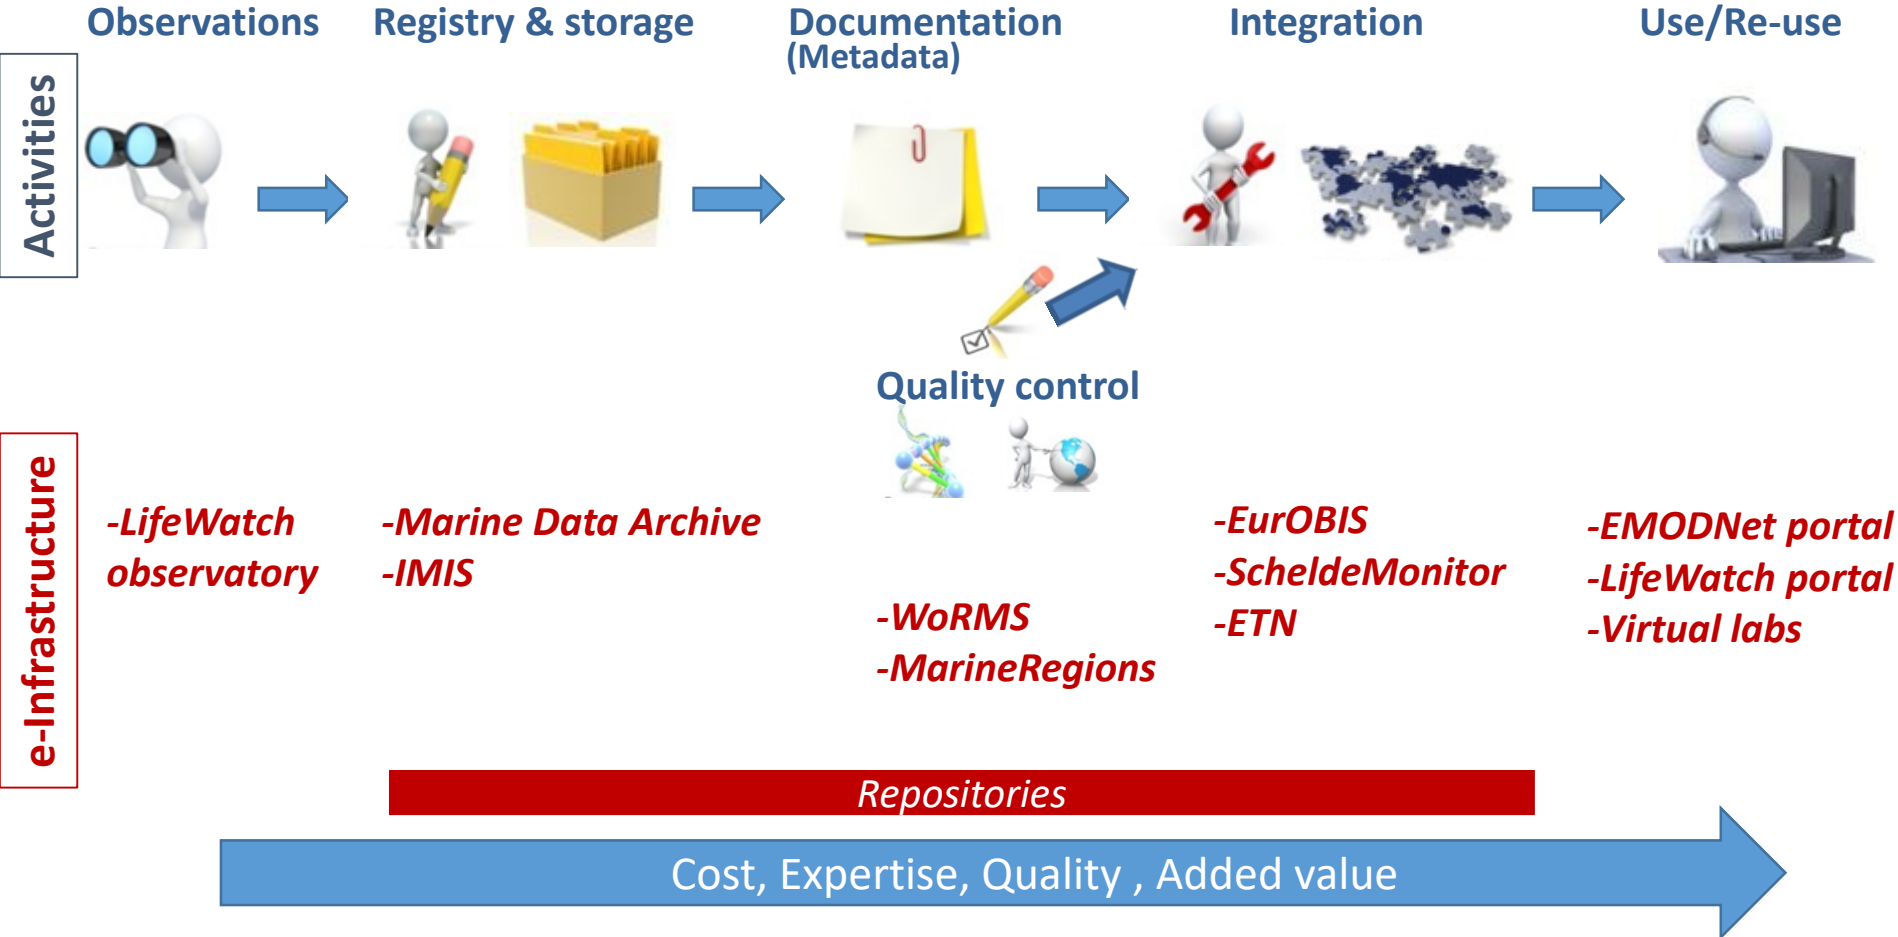 Observations
Registry & storage
Documentation
(Metadata)
Integration
Use/Re-use
Activities
Quality control
e-Infrastructure
-LifeWatch
observatory
-Marine Data Archive
-IMIS
-WoRMS
-MarineRegions
-EurOBIS
-ScheldeMonitor
-ETN
-EMODNet portal
-LifeWatch portal
-Virtual labs
Repositories
Cost, Expertise, Quality , Added value